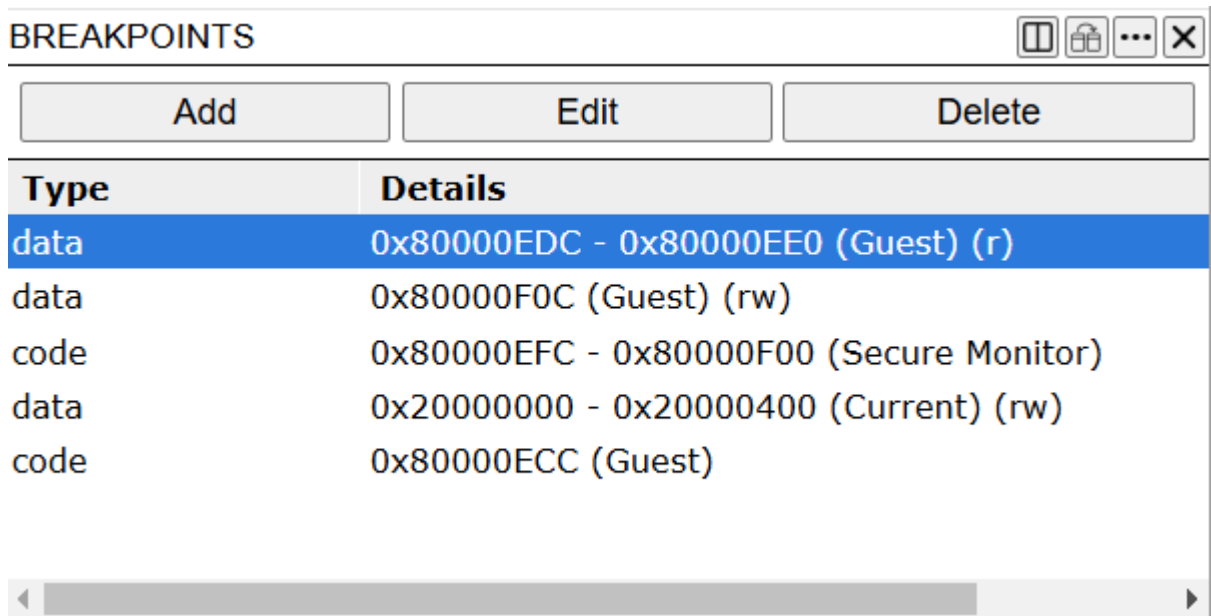 BREAKPOINTS
Add Edit Delete
Type Details
data 0x80000EDC - 0x80000EE0 (Guest) (r)
data 0x80000F0C (Guest) (rw)
code 0x80000EFC - 0x80000F00 (Secure Monitor)
data 0x20000000 - 0x20000400 (Current) (rw)
code 0x80000ECC (Guest)